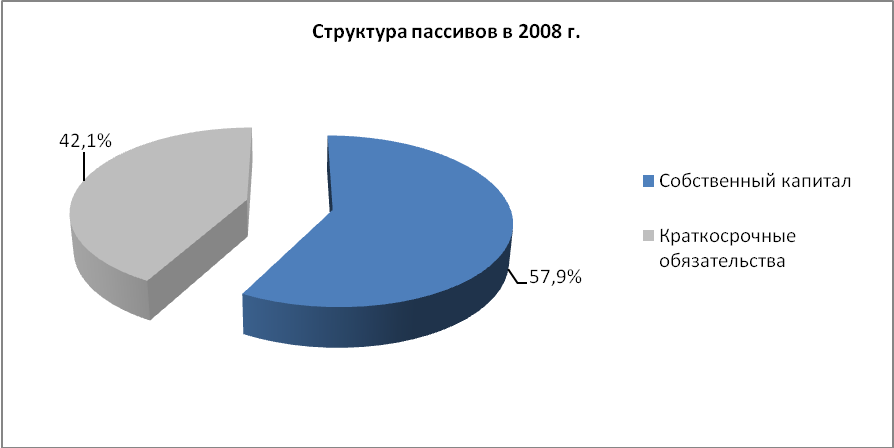 Структура пассивов в 2008 г.
42,1%
Собственный капитал
Краткосрочные
обязательства
57,9%